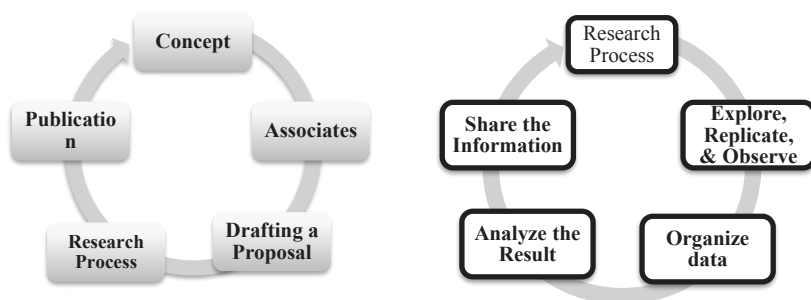 Concept
Associates
Drafting a
Proposal
Research
Process
Publicatio
n
Research
Process
Explore,
Replicate,
& Observe
Organize
data
Analyze the
Result
Share the
Information